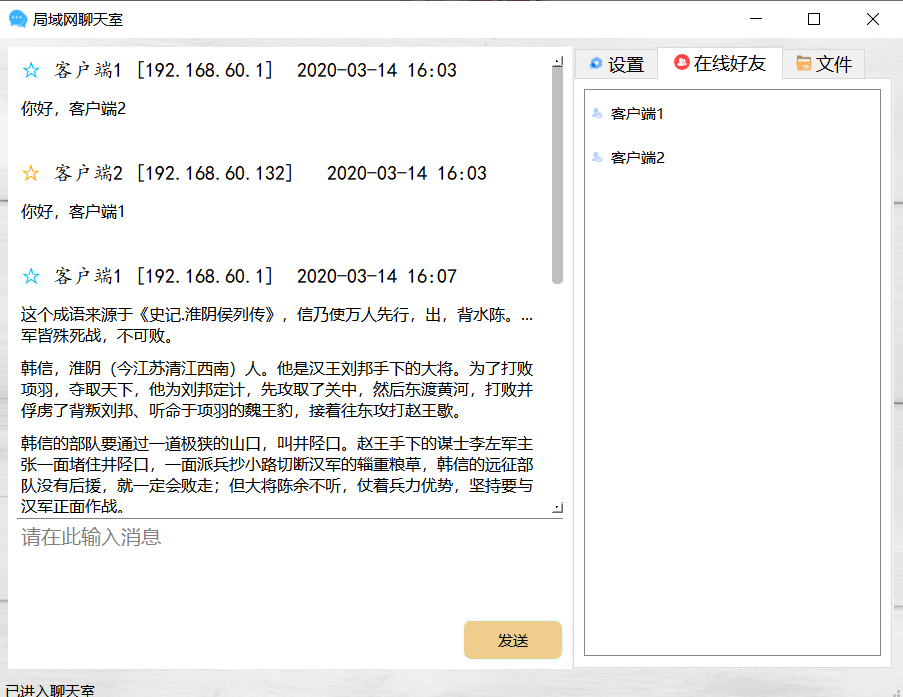 局域网聊天室
客户端1 [192.168.60.1] 2020-03-14 16:03
你好，客户端2
客户端2 [192.168.60.132] 2020-03-14 16:03
你好，客户端1
客户端1 [192.168.60.1] 2020-03-14 16:07
这个成语来源于《史记.淮阴侯列传》，信乃使万人先行，出，背水陈。...
军皆殊死战，不可败。
韩信，淮阴（今江苏清江西南）人。他是汉王刘邦手下的大将。为了打败
项羽，夺取天下，他为刘邦定计，先攻取了关中，然后东渡黄河，打败并
俘虏了背叛刘邦、听命于项羽的魏王豹，接着往东攻打赵王歇。
韩信的部队要通过一道极狭的山口，叫井陉口。赵王手下的谋士李左军主
张一面堵住井陉口，一面派兵抄小路切断汉军的辎重粮草，韩信的远征部
队没有后援，就一定会败走；但大将陈余不听，仗着兵力优势，坚持要与
汉军正面作战。
请在此输入消息
发送
设置
在线好友
文件
客户端1
客户端2
已进入聊天室